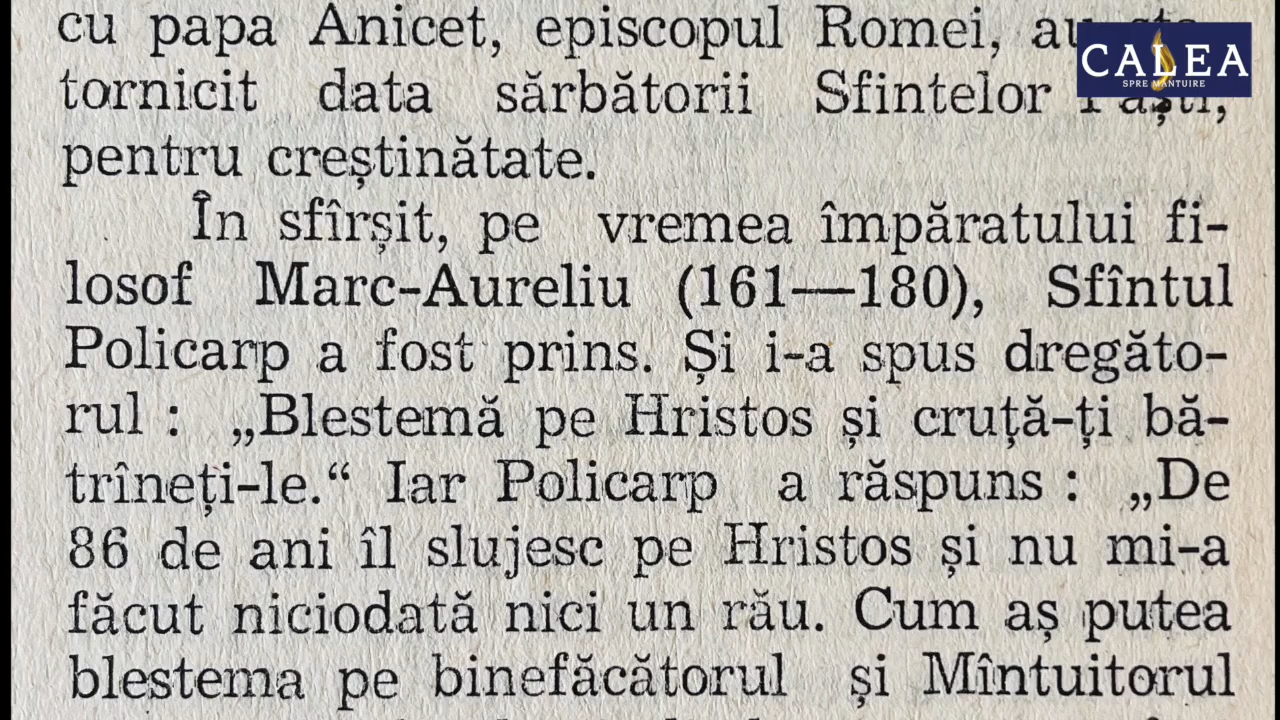 cu papa Anicet, episcopul Romei, au
CALEA
SPRE MÂNTUIRE
tornicit data sărbătorii Sfintelor
pentru creștinătate.
În sfîrșit, pe vremea împăratului fi-
losof Marc-Aureliu (161—180), Sfîntul
Policarp a fost prins. Și i-a spus dregăto-
rul : „Blestemă pe Hristos și cruță-ți bă-
trîneți-le.“ Iar Policarp a răspuns : „De
86 de ani îl slujesc pe Hristos și nu mi-a
făcut niciodată nici un rău. Cum aș putea
blestema pe binefăcătorul și Mîntuitorul